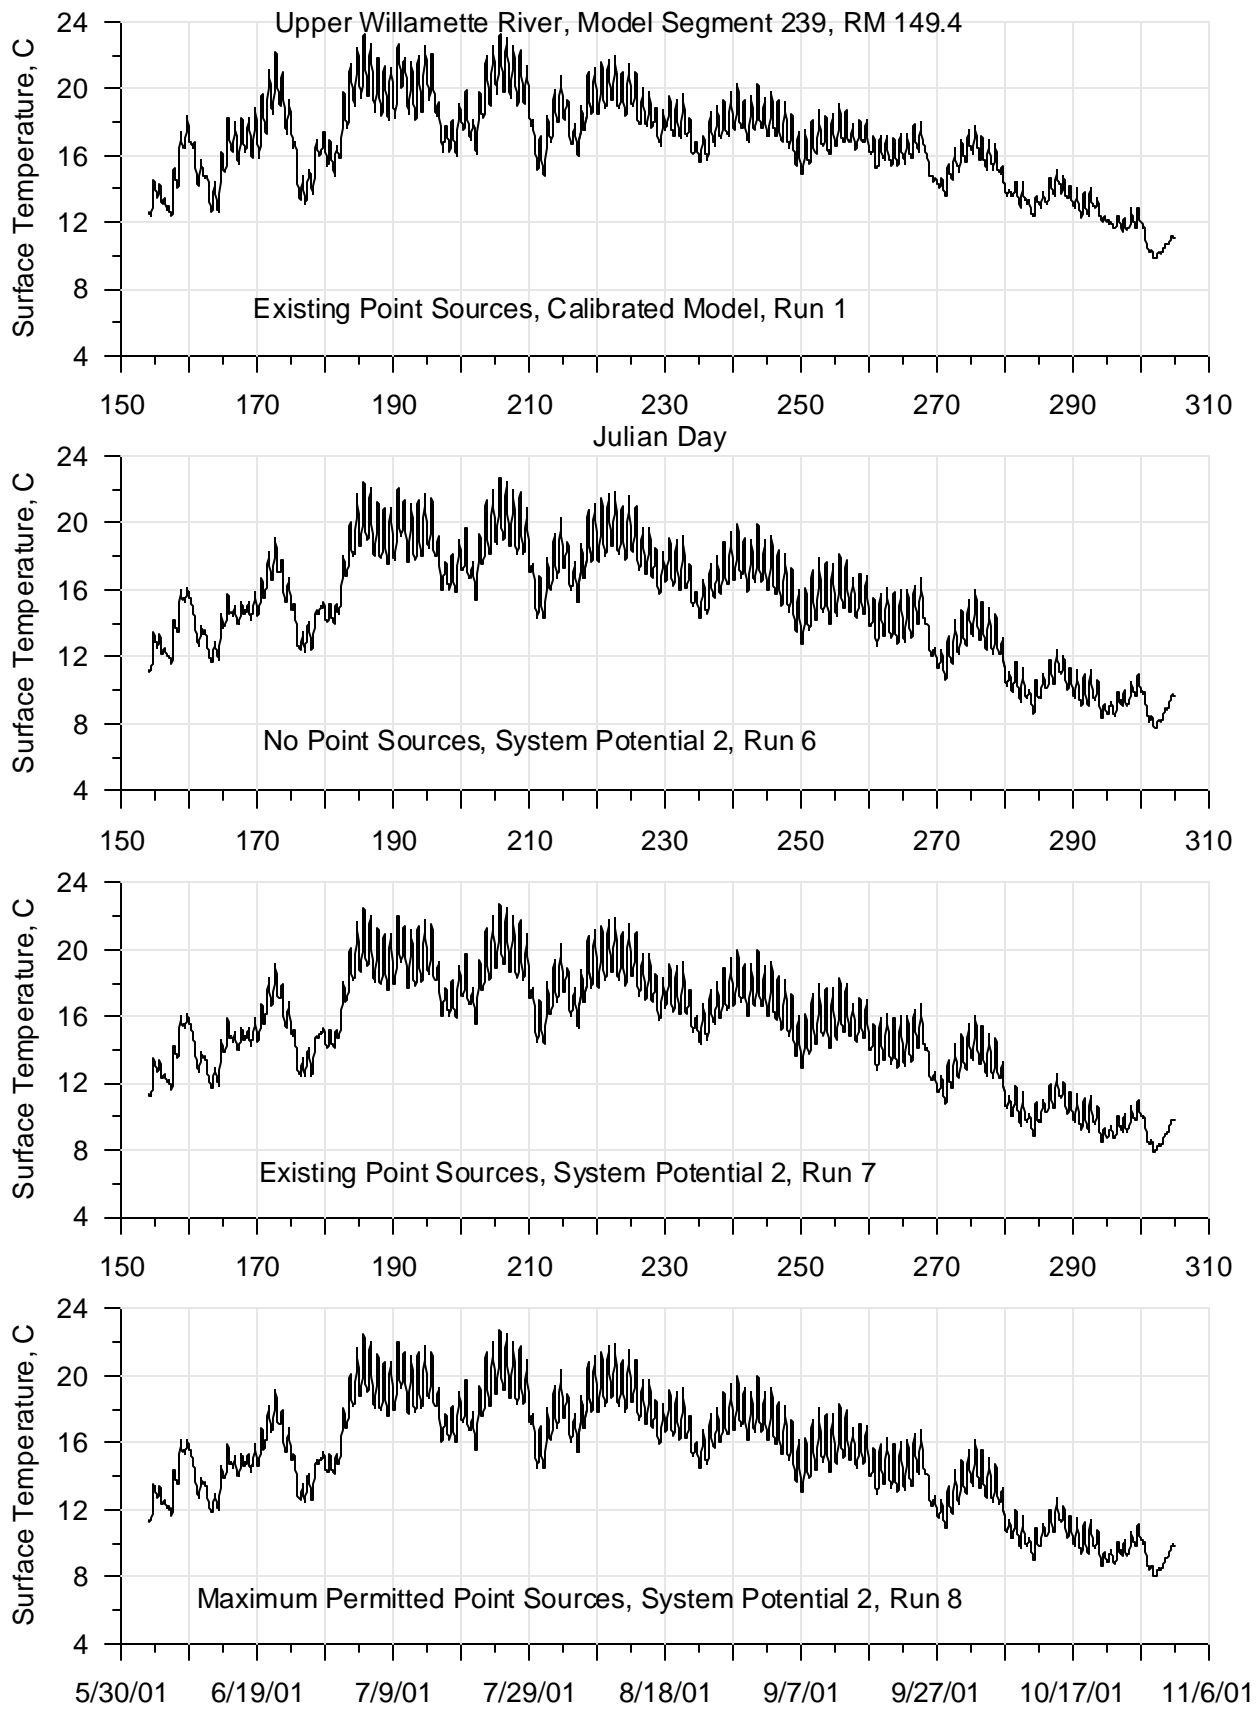 Upper Willamette River, Model Segment 239, RM 149.4
Surface Temperature, C
24
20
16
12
8
4
Existing Point Sources, Calibrated Model, Run 1
150 170 190 210 230 250 270 290 310
Julian Day
Surface Temperature, C
24
20
16
12
8
4
No Point Sources, System Potential 2, Run 6
150 170 190 210 230 250 270 290 310
Surface Temperature, C
24
20
16
12
8
4
Existing Point Sources, System Potential 2, Run 7
150 170 190 210 230 250 270 290 310
Surface Temperature, C
24
20
16
12
8
4
Maximum Permitted Point Sources, System Potential 2, Run 8
5/30/01 6/19/01 7/9/01 7/29/01 8/18/01 9/7/01 9/27/01 10/17/01 11/6/01